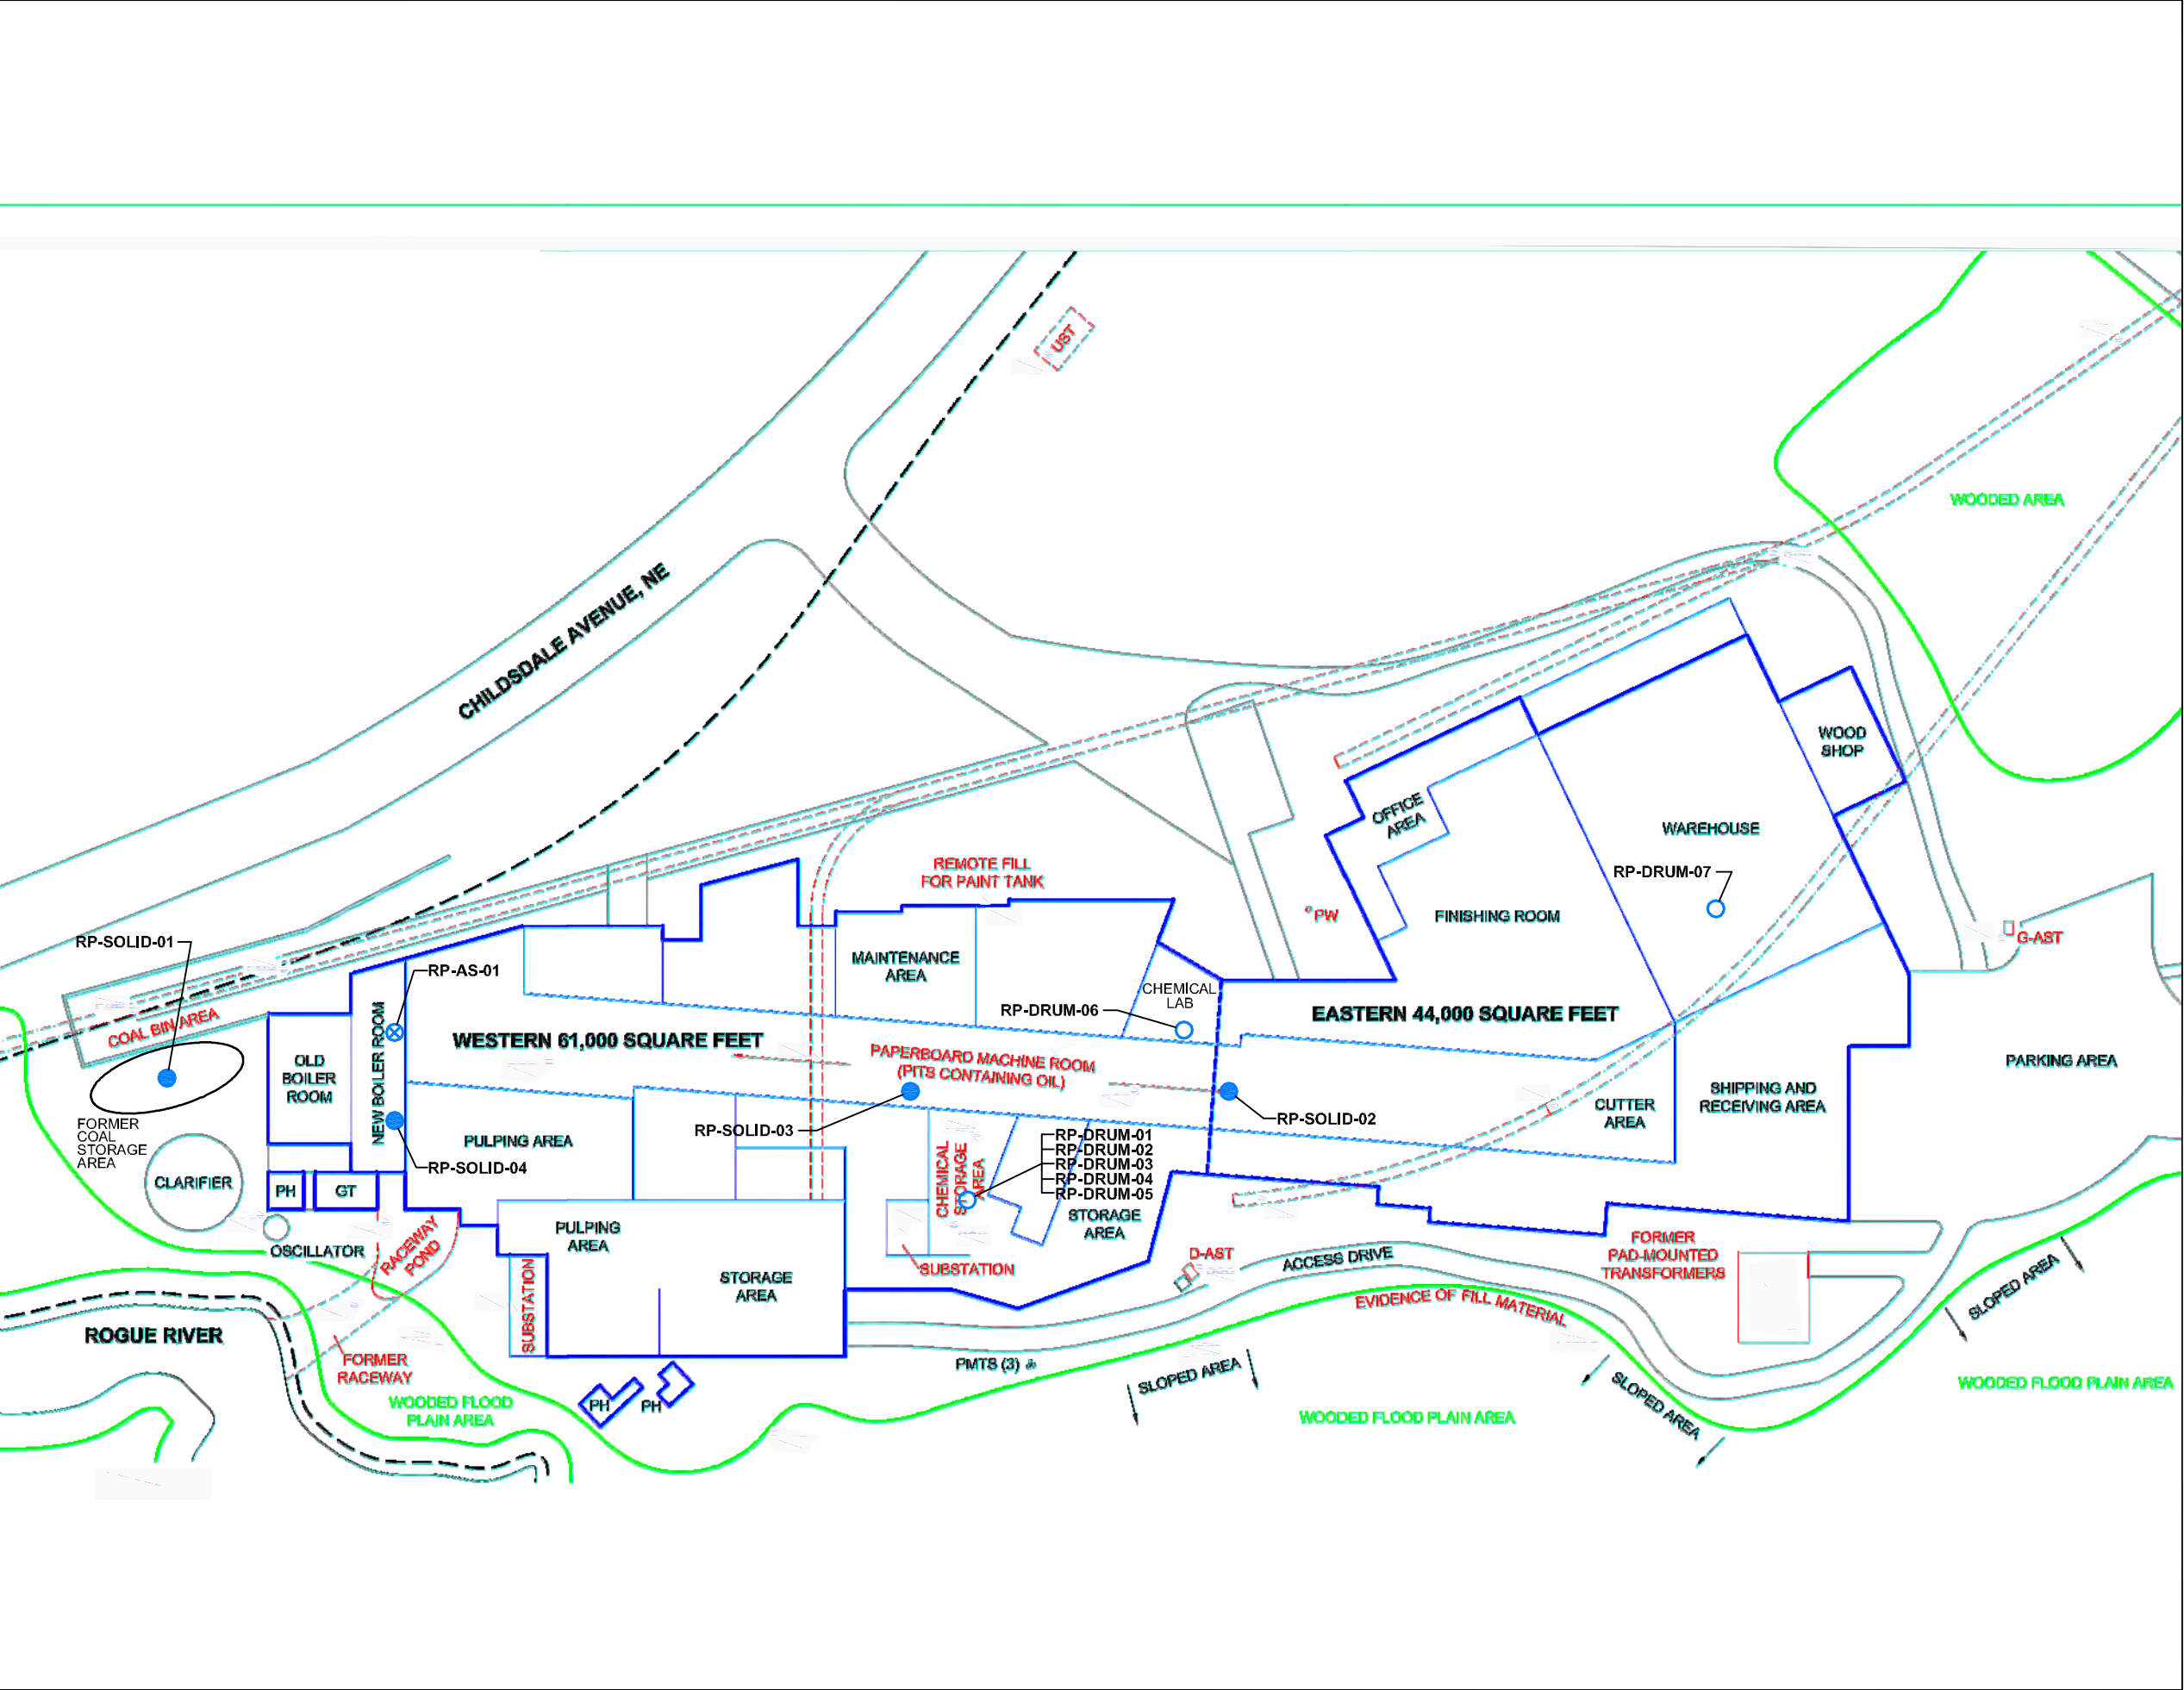 UST
WOODED AREA
CHILDSDALE AVENUE, NE
WOOD
SHOP
OFFICE
AREA
WAREHOUSE
REMOTE FILL
FOR PAINT TANK
RP-DRUM-07
PW
FINISHING ROOM
G-AST
RP-SOLID-01
RP-AS-01
MAINTENANCE
AREA
CHEMICAL
LAB
RP-DRUM-06
EASTERN 44,000 SQUARE FEET
COAL BIN AREA
NEW BOILER ROOM
WESTERN 61,000 SQUARE FEET
OLD
BOILER
ROOM
PAPERBOARD MACHINE ROOM
(PITS CONTAINING OIL)
PARKING AREA
SHIPPING AND
RECEIVING AREA
CUTTER
AREA
FORMER
COAL
STORAGE
AREA
RP-SOLID-03
RP-SOLID-02
PULPING AREA
RP-SOLID-04
CHEMICAL
STORAGE
AREA
RP-DRUM-01
RP-DRUM-02
RP-DRUM-03
RP-DRUM-04
RP-DRUM-05
CLARIFIER
PH
GT
STORAGE
AREA
PULPING
AREA
OSCILLATOR
RACEWAY
POND
D-AST
ACCESS DRIVE
FORMER
PAD-MOUNTED
TRANSFORMERS
SUBSTATION
STORAGE
AREA
SUBSTATION
EVIDENCE OF FILL MATERIAL
SLOPED AREA
ROGUE RIVER
FORMER
RACEWAY
PMTS (3)
SLOPED AREA
SLOPED AREA
WOODED FLOOD PLAIN AREA
WOODED FLOOD
PLAIN AREA
PH
PH
WOODED FLOOD PLAIN AREA